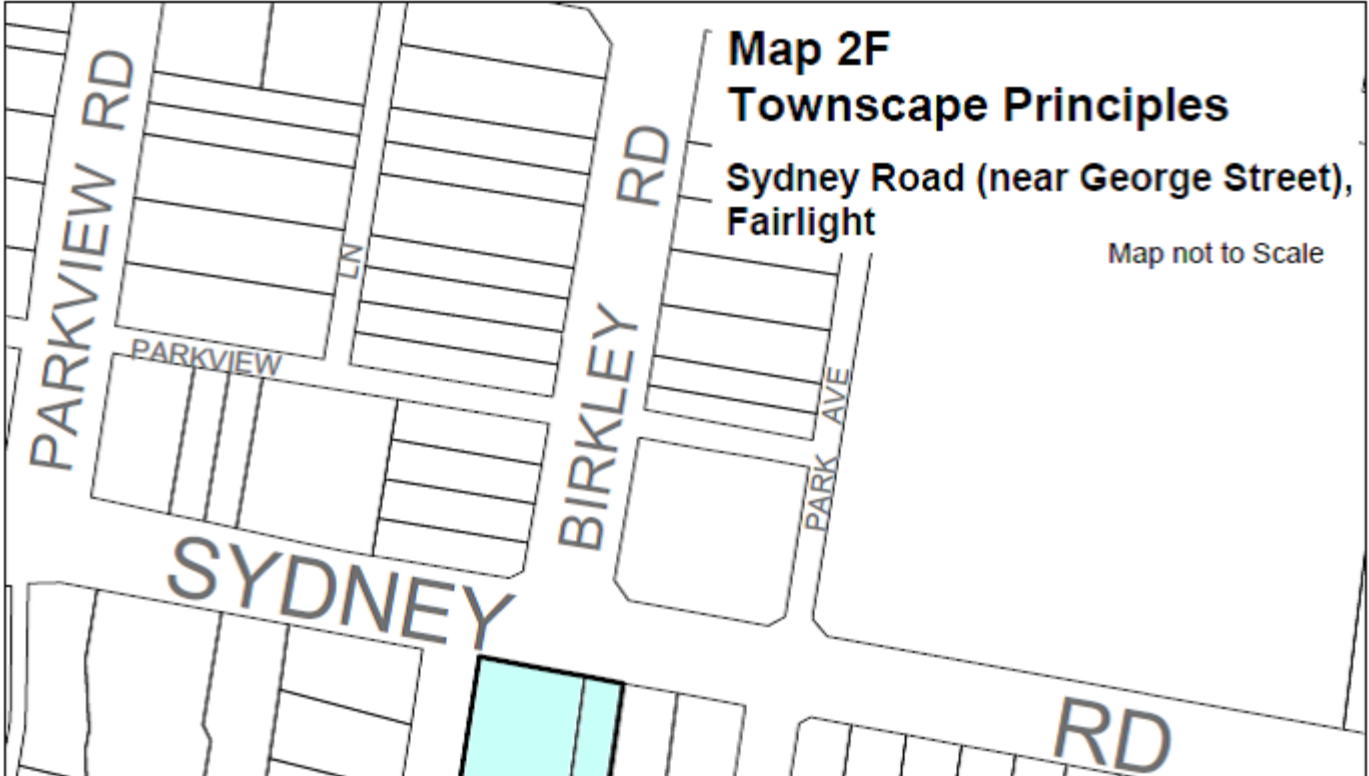 Map 2F
Townscape Principles
Sydney Road (near George Street),
Fairlight
Map not to Scale
PARKVIEW RD
LN
PARKVIEW
BIRKLEY RD
PARK AVE
SYDNEY RD